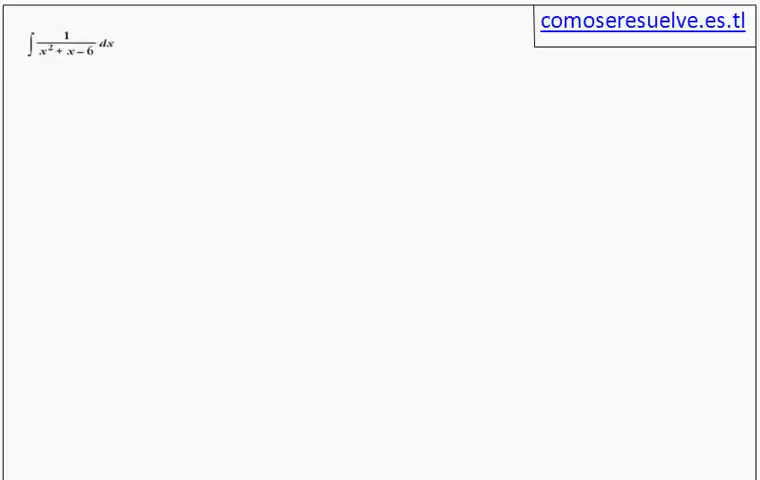 comoseresuelve.es.tl
∫ 1/(x² + x – 6) dx